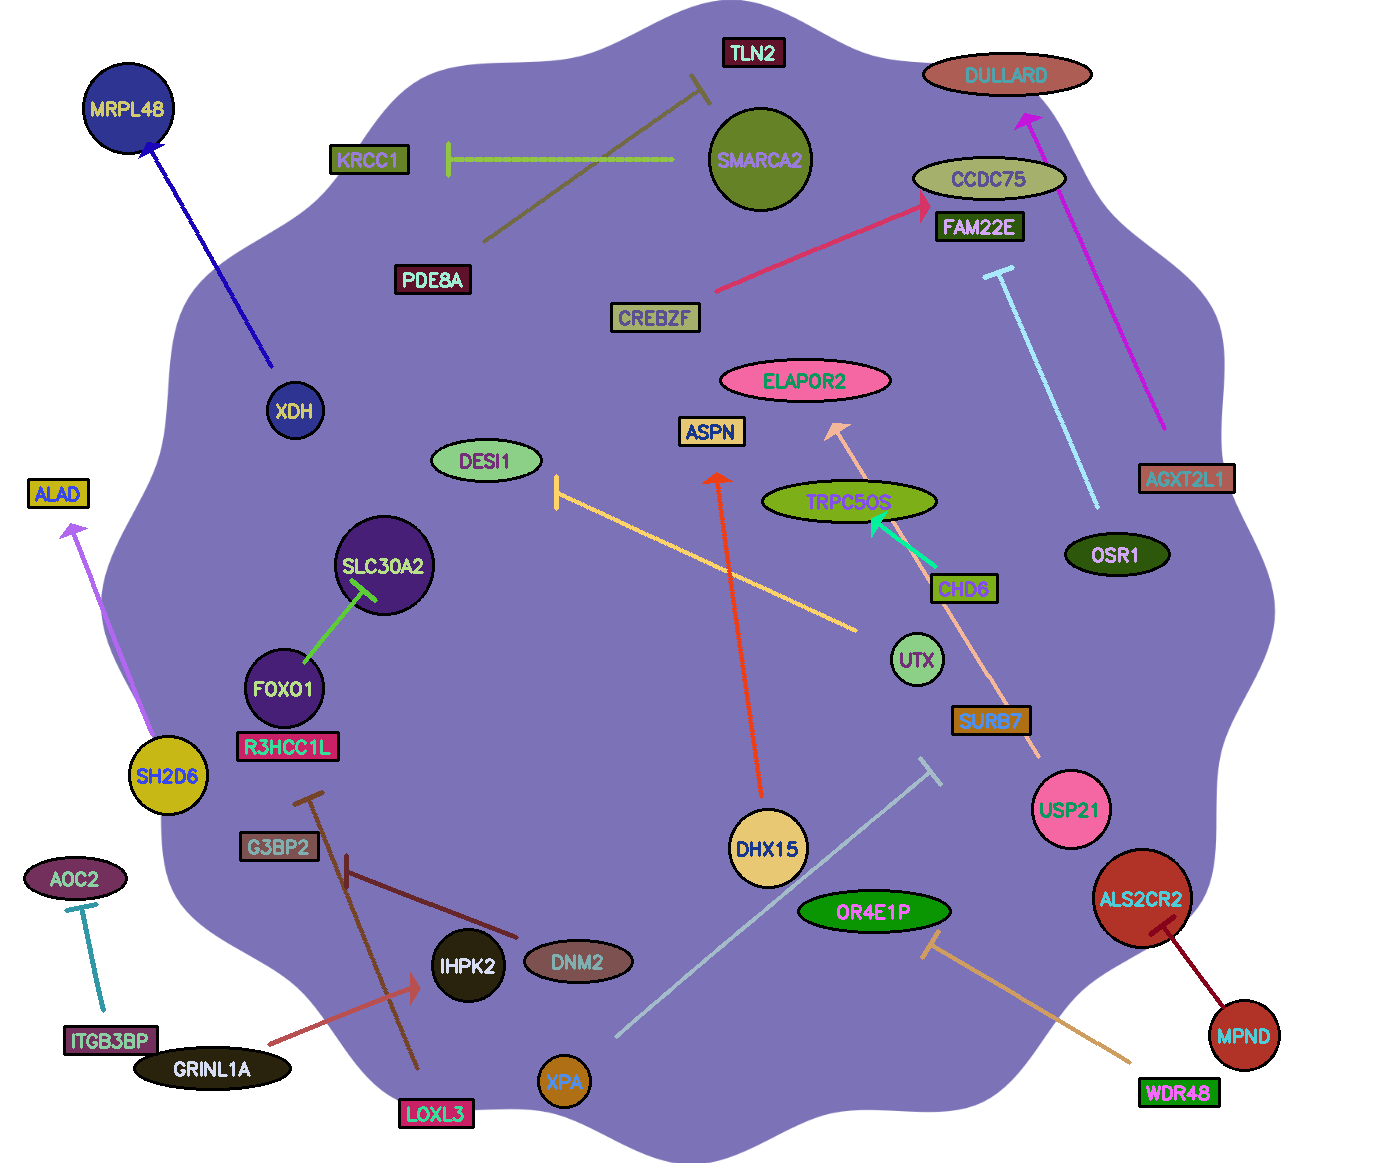 TLN2
DULLARD
MRPL48
KRCC1
SMARCA2
CCDC75
FAM22E
PDE8A
CREBZF
ELAPOR2
XDH
ASPN
DESI1
AGXT2L1
ALAD
TRPC5OS
OSR1
SLC30A2
CHD6
UTX
FOXO1
SURB7
R3HCC1L
SH2D6
USP21
G3BP2
DHX15
AOC2
ALS2CR2
OR4E1P
IHPK2
DNM2
ITGB3BP
MPND
GRINL1A
XPA
WDR48
LOXL3